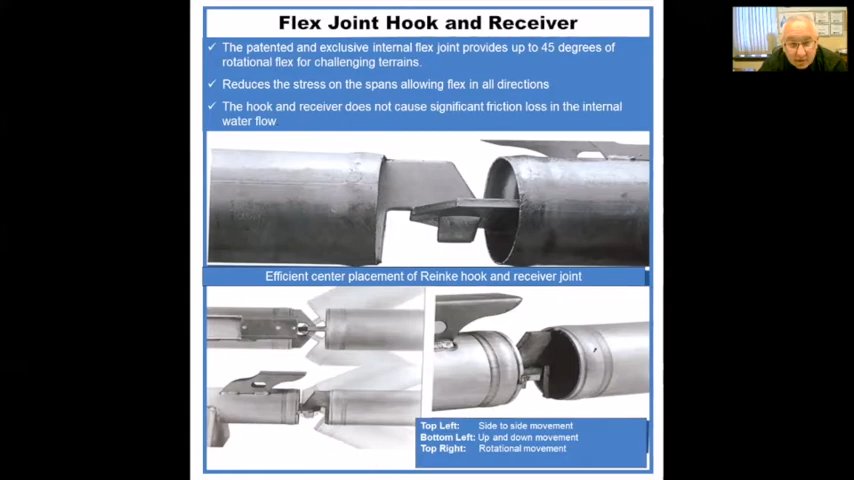 Flex Joint Hook and Receiver
✓ The patented and exclusive internal flex joint provides up to 45 degrees of
rotational flex for challenging terrains.
✓ Reduces the stress on the spans allowing flex in all directions
✓ The hook and receiver does not cause significant friction loss in the internal
water flow
Efficient center placement of Reinke hook and receiver joint
Top Left: Side to side movement
Bottom Left: Up and down movement
Top Right: Rotational movement